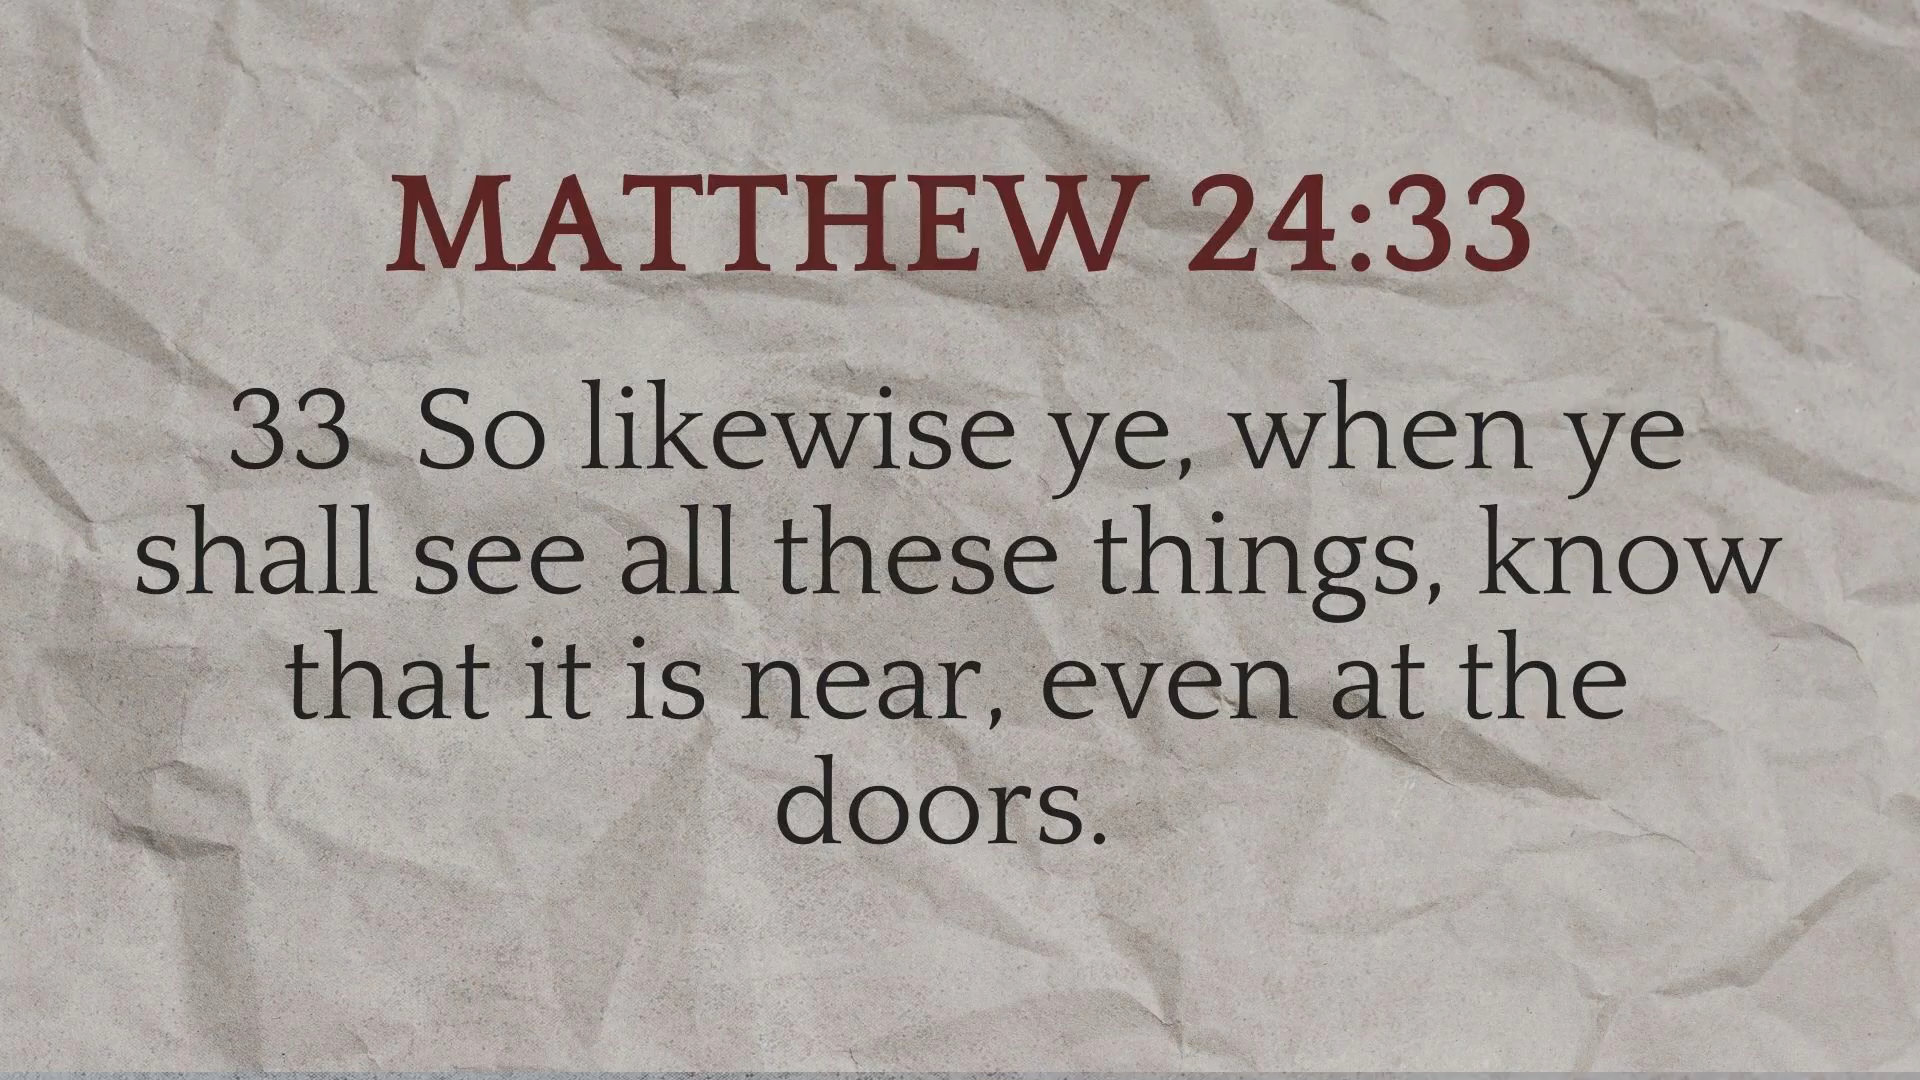 MATTHEW 24:33
33 So likewise ye, when ye
shall see all these things, know
that it is near, even at the
doors.